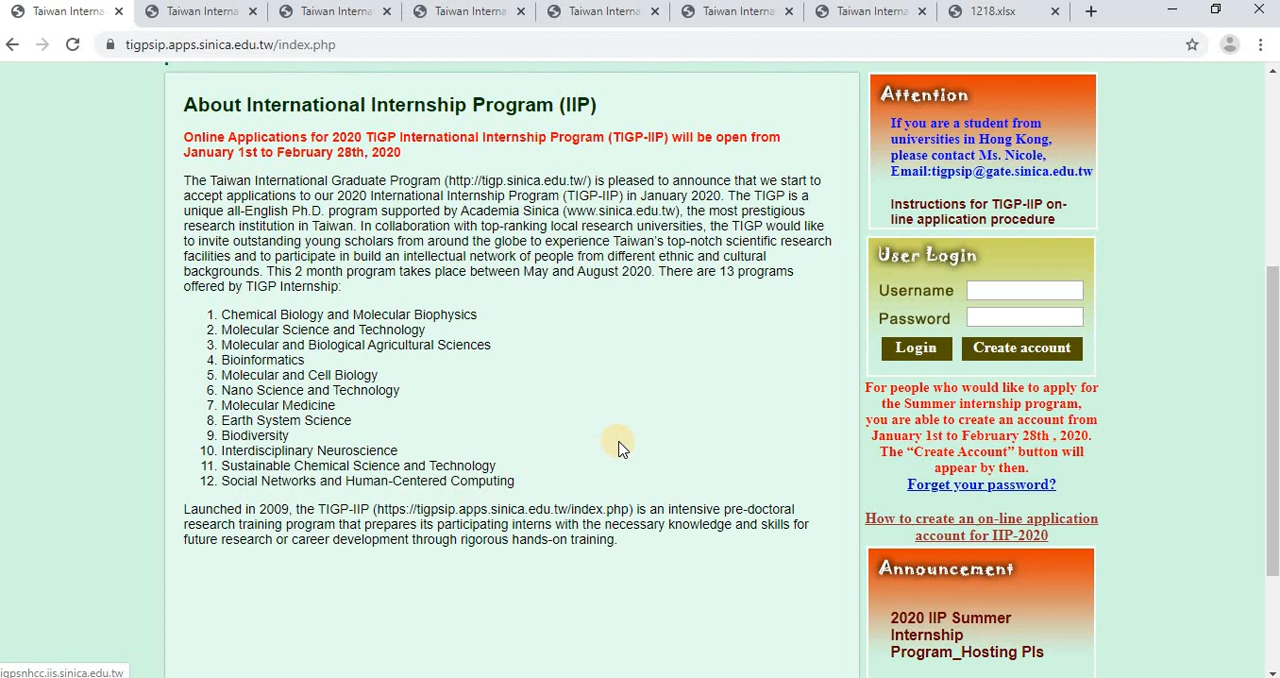 Taiwan Interna
Taiwan Interna
Taiwan Interna
Taiwan Interna
Taiwan Interna
Taiwan Interna
Taiwan Interna
1218.xlsx
tigpsip.apps.sinica.edu.tw/index.php
About International Internship Program (IIP)
Online Applications for 2020 TIGP International Internship Program (TIGP-IIP) will be open from
January 1st to February 28th, 2020
The Taiwan International Graduate Program (http://tigp.sinica.edu.tw/) is pleased to announce that we start to
accept applications to our 2020 International Internship Program (TIGP-IIP) in January 2020. The TIGP is a
unique all-English Ph.D. program supported by Academia Sinica (www.sinica.edu.tw), the most prestigious
research institution in Taiwan. In collaboration with top-ranking local research universities, the TIGP would like
to invite outstanding young scholars from around the globe to experience Taiwan's top-notch scientific research
facilities and to participate in build an intellectual network of people from different ethnic and cultural
backgrounds. This 2 month program takes place between May and August 2020. There are 13 programs
offered by TIGP Internship:
1. Chemical Biology and Molecular Biophysics
2. Molecular Science and Technology
3. Molecular and Biological Agricultural Sciences
4. Bioinformatics
5. Molecular and Cell Biology
6. Nano Science and Technology
7. Molecular Medicine
8. Earth System Science
9. Biodiversity
10. Interdisciplinary Neuroscience
11. Sustainable Chemical Science and Technology
12. Social Networks and Human-Centered Computing
Launched in 2009, the TIGP-IIP (https://tigpsip.apps.sinica.edu.tw/index.php) is an intensive pre-doctoral
research training program that prepares its participating interns with the necessary knowledge and skills for
future research or career development through rigorous hands-on training.
Attention
If you are a student from
universities in Hong Kong,
please contact Ms. Nicole,
Email:tigpsip@gate.sinica.edu.tw
Instructions for TIGP-IIP on-
line application procedure
User Login
Username
Password
Login Create account
For people who would like to apply for
the Summer internship program,
you are able to create an account from
January 1st to February 28th , 2020.
The “Create Account” button will
appear by then.
Forget your password?
How to create an on-line application
account for IIP-2020
Announcement
2020 IIP Summer
Internship
Program_Hosting PIs
igpsnhcc.iis.sinica.edu.tw